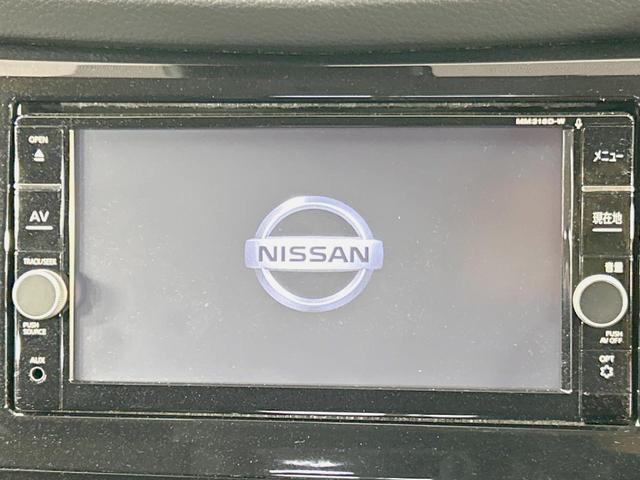 MM316D-W
OPEN
AV
TRACK/SEEK
PUSH
SOURCE
AUX
NISSAN
メニュー
現在地
音量
PUSH
AV OFF
OPT